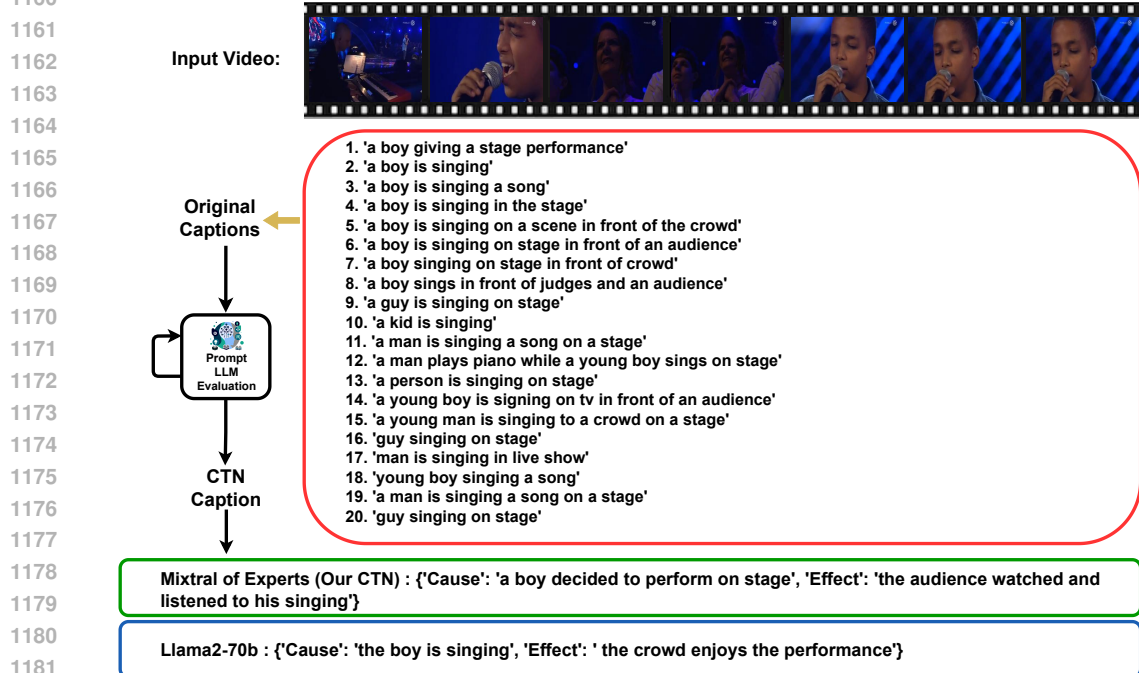 1161
1162
1163
1164
1165
1166
1167
1168
1169
1170
1171
1172
1173
1174
1175
1176
1177
1178
1179
1180
1181
Input Video:
1. 'a boy giving a stage performance'
2. 'a boy is singing'
3. 'a boy is singing a song'
4. 'a boy is singing in the stage'
5. 'a boy is singing on a scene in front of the crowd'
6. 'a boy is singing on stage in front of an audience'
7. 'a boy singing on stage in front of crowd'
8. 'a boy sings in front of judges and an audience'
9. 'a guy is singing on stage'
10. 'a kid is singing'
11. 'a man is singing a song on a stage'
12. 'a man plays piano while a young boy sings on stage'
13. 'a person is singing on stage'
14. 'a young boy is signing on tv in front of an audience'
15. 'a young man is singing to a crowd on a stage'
16. 'guy singing on stage'
17. 'man is singing in live show'
18. 'young boy singing a song'
19. 'a man is singing a song on a stage'
20. 'guy singing on stage'
Original
Captions
Prompt
LLM
Evaluation
CTN
Caption
Mixtral of Experts (Our CTN) : {'Cause': 'a boy decided to perform on stage', 'Effect': 'the audience watched and
listened to his singing'}
Llama2-70b : {'Cause': 'the boy is singing', 'Effect': ' the crowd enjoys the performance'}